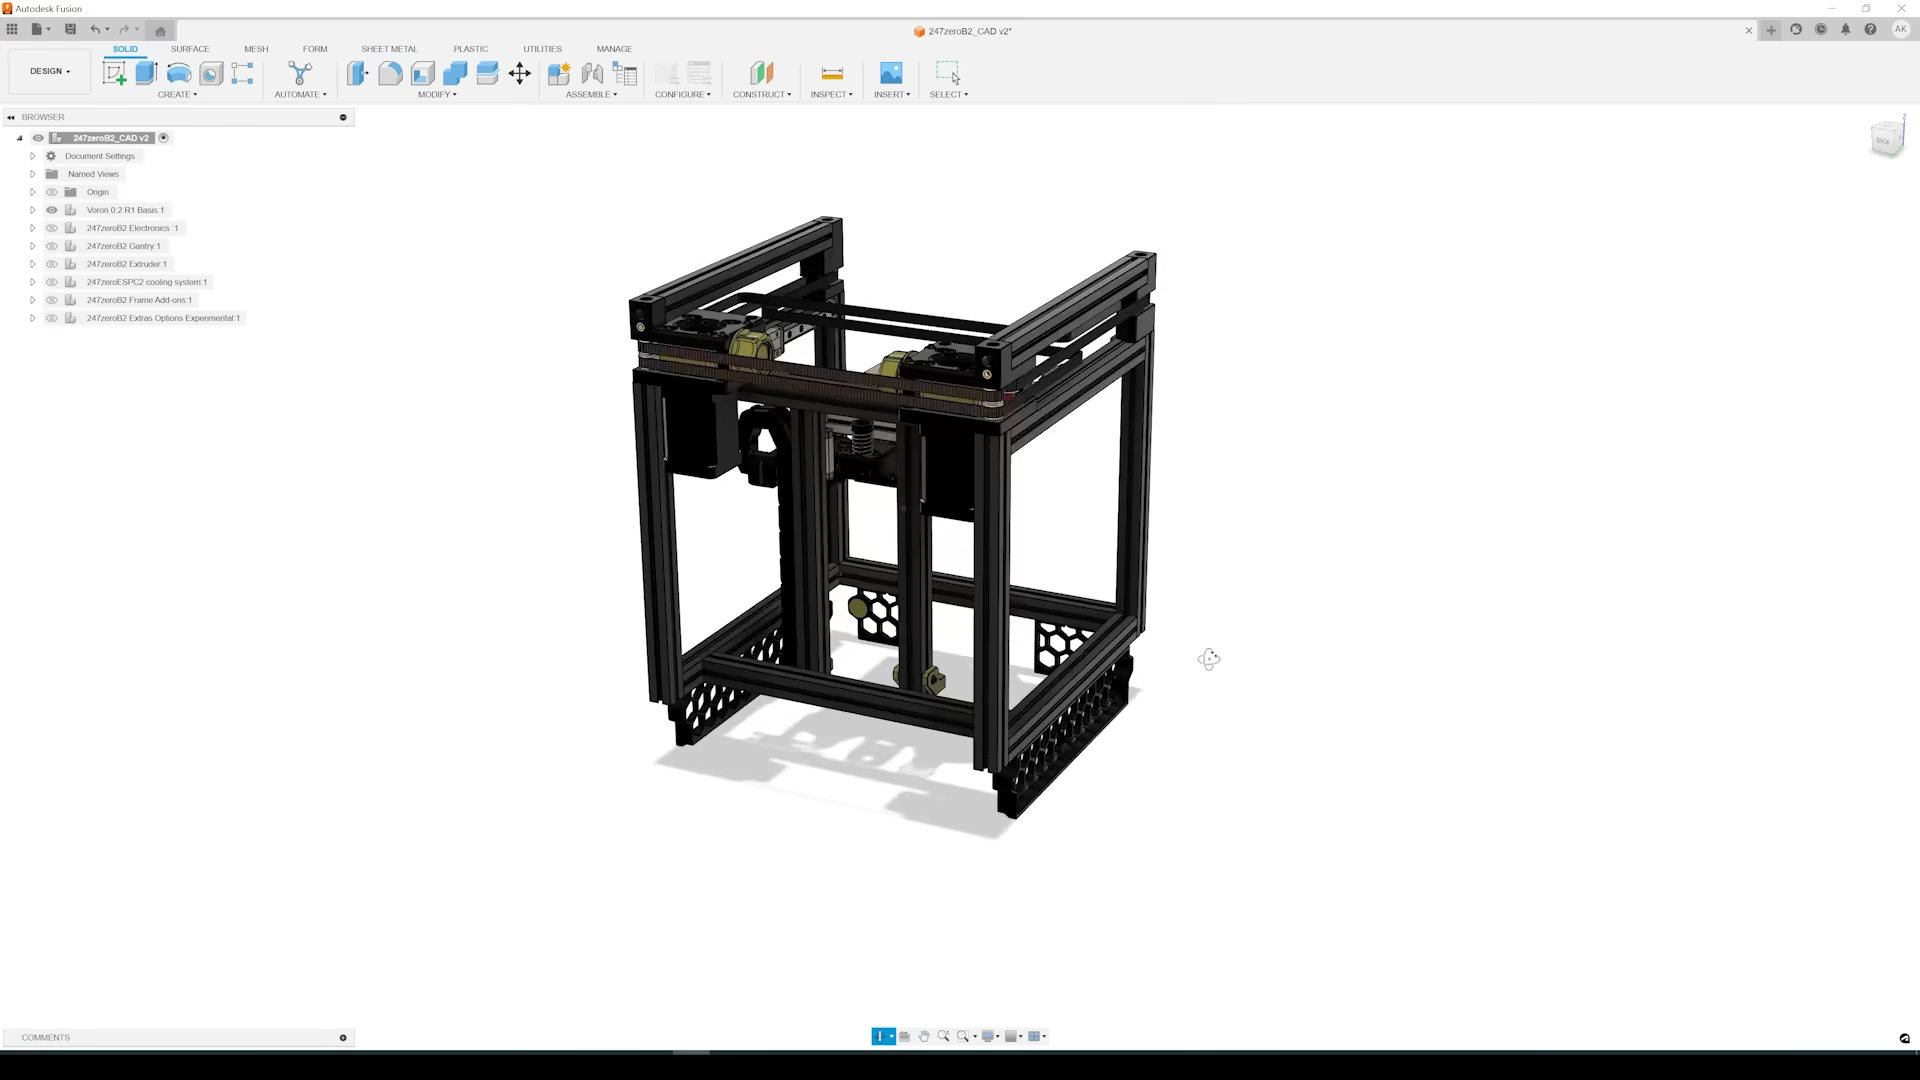 Autodesk Fusion
247zeroB2_CAD v2*
AK
SOLID SURFACE MESH FORM SHEET METAL PLASTIC UTILITIES MANAGE
DESIGN
CREATE AUTOMATE MODIFY ASSEMBLE CONFIGURE CONSTRUCT INSPECT INSERT SELECT
BROWSER
247zeroB2_CAD v2
Document Settings
Named Views
Origin
Voron 0.2 R1 Basis:1
247zeroB2 Electronics :1
247zeroB2 Gantry:1
247zeroB2 Extruder:1
247zeroESPC2 cooling system:1
247zeroB2 Frame Add-ons:1
247zeroB2 Extras Options Experimental:1
Z
BACK
COMMENTS